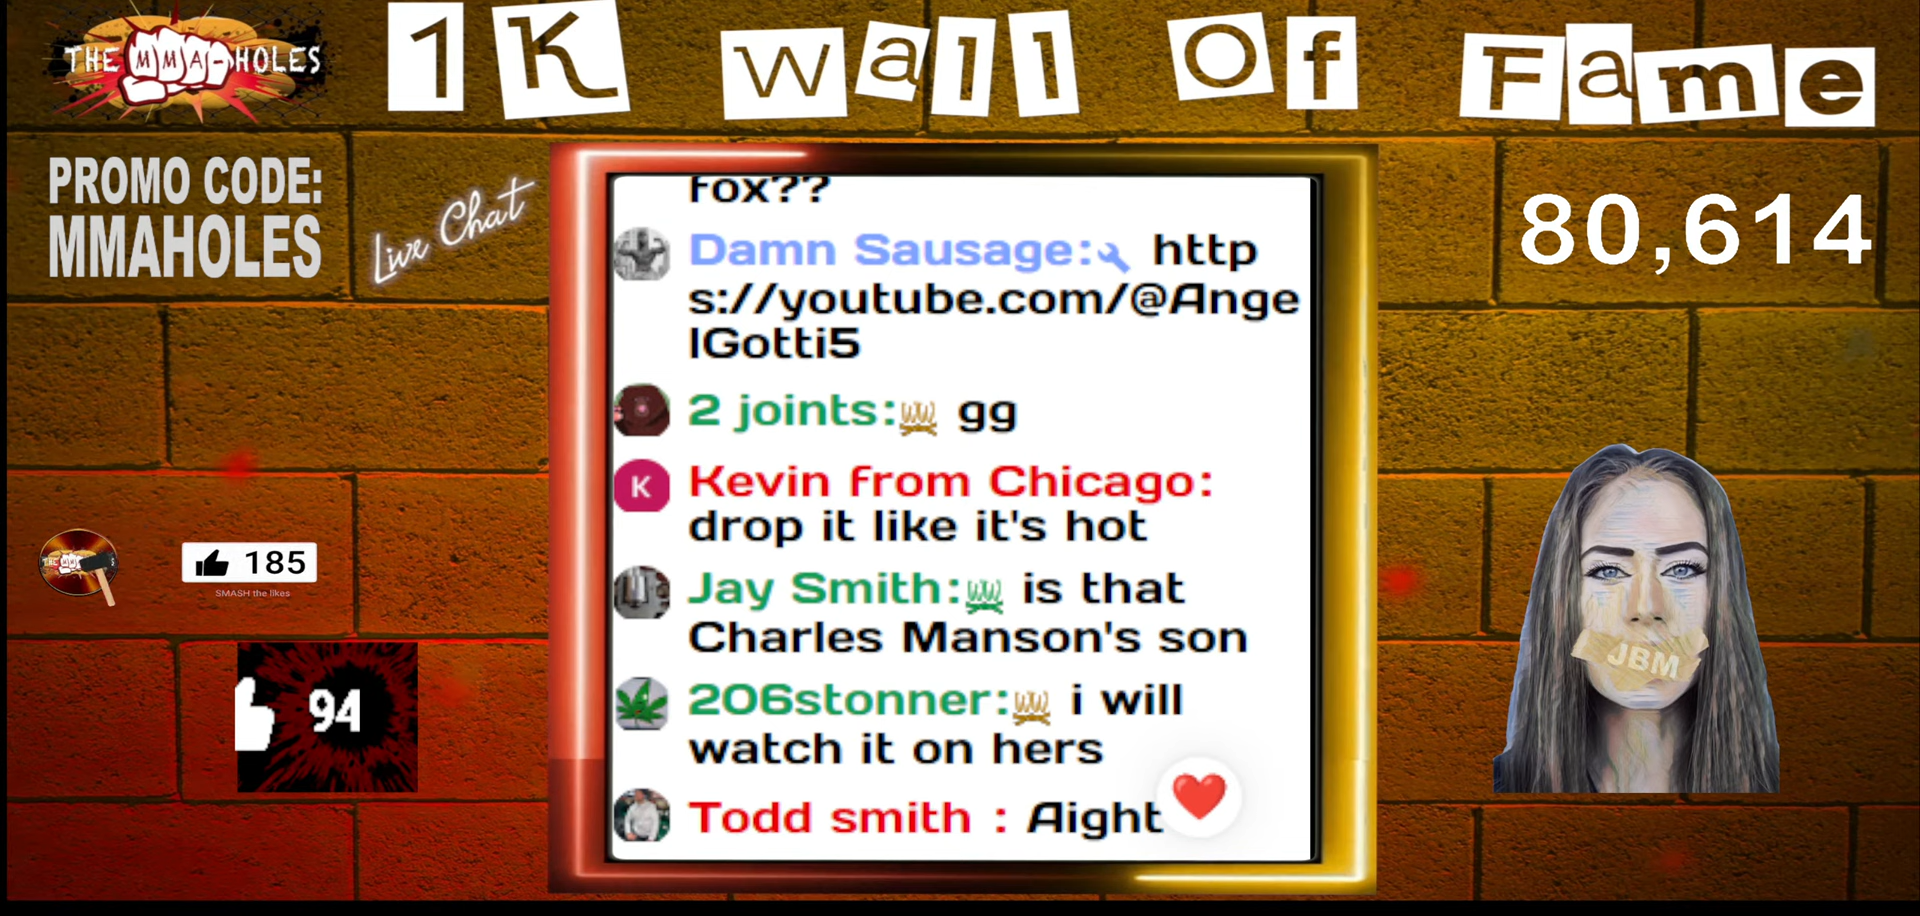 THE MMA-HOLES
1K Wall Of Fame
PROMO CODE:
MMAHOLES
Live Chat
80,614
fox??
Damn Sausage: http
s://youtube.com/@Ange
lGotti5
2 joints: gg
K
Kevin from Chicago:
drop it like it's hot
Jay Smith: is that
Charles Manson's son
206stonner: i will
watch it on hers
Todd smith : Aight
185
SMASH the likes
94
JBM